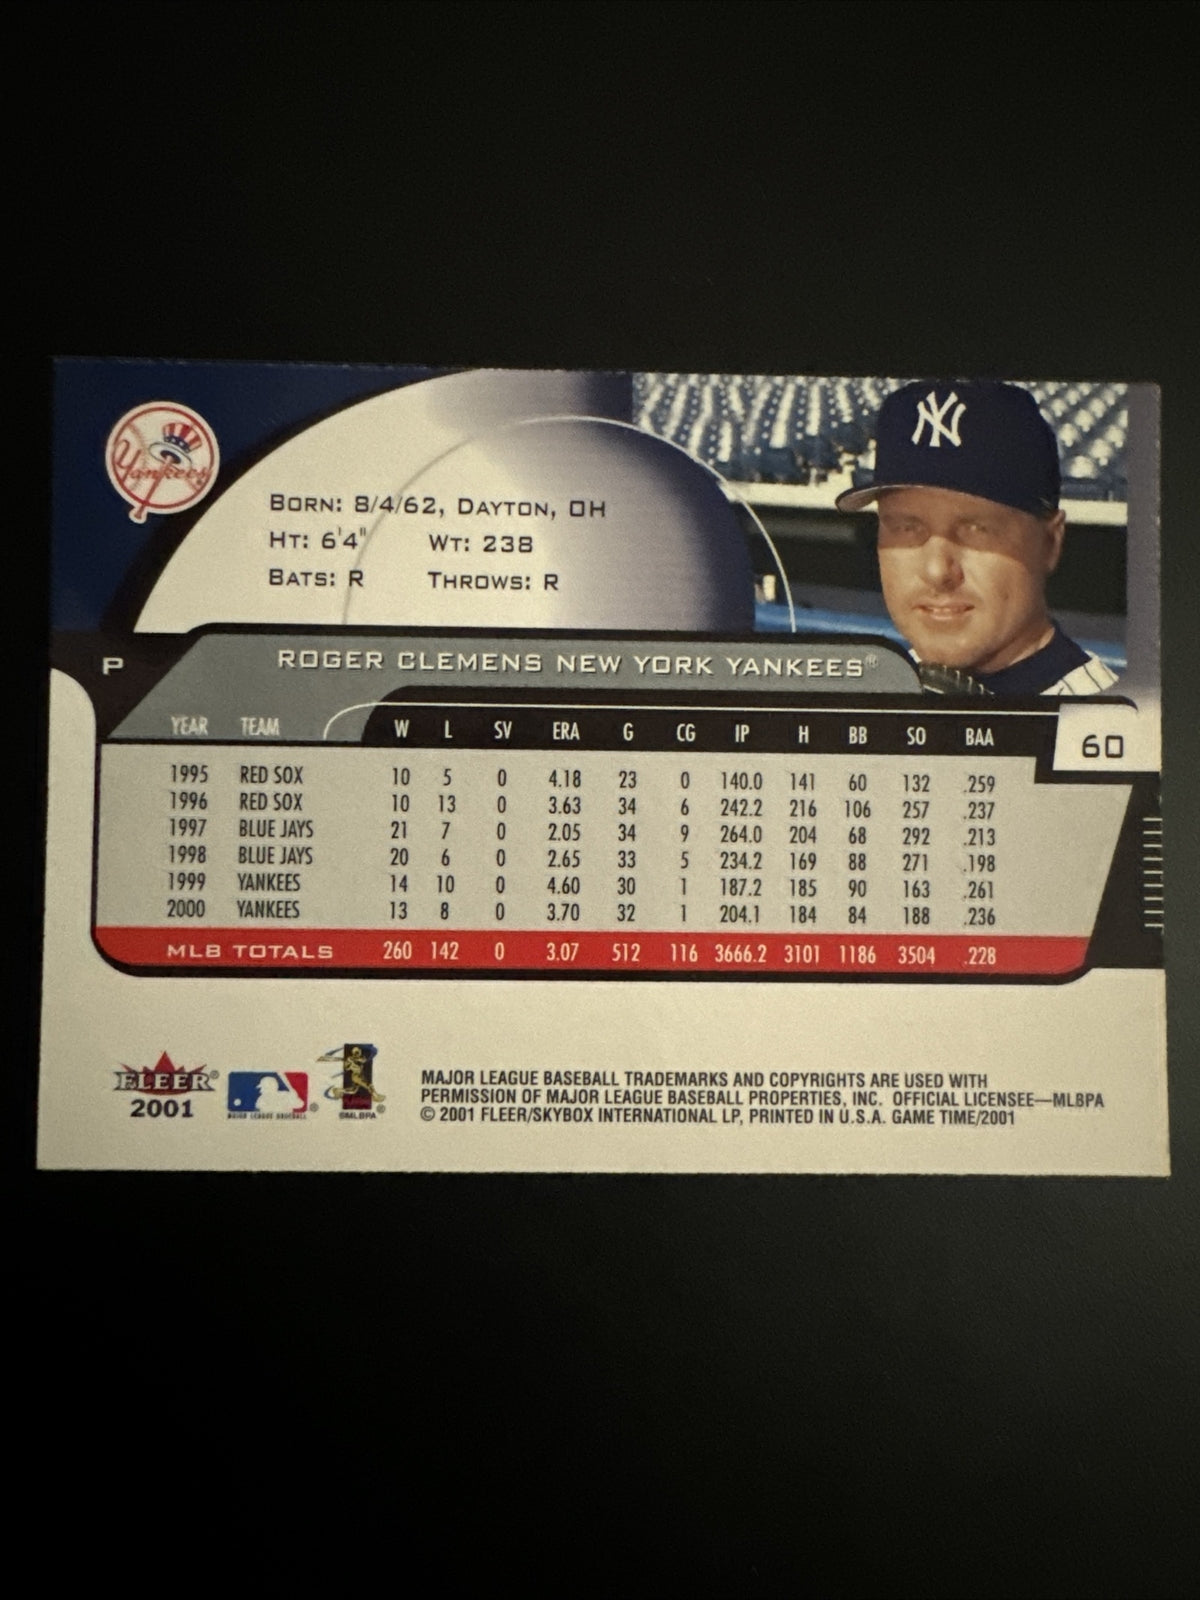 Yankees
BORN: 8/4/62, DAYTON, OH
HT: 6'4" WT: 238
BATS: R THROWS: R
NY
P
ROGER CLEMENS NEW YORK YANKEES®
60
YEAR TEAM W L SV ERA G CG IP H BB SO BAA
1995 RED SOX 10 5 0 4.18 23 0 140.0 141 60 132 .259
1996 RED SOX 10 13 0 3.63 34 6 242.2 216 106 257 .237
1997 BLUE JAYS 21 7 0 2.05 34 9 264.0 204 68 292 .213
1998 BLUE JAYS 20 6 0 2.65 33 5 234.2 169 88 271 .198
1999 YANKEES 14 10 0 4.60 30 1 187.2 185 90 163 .261
2000 YANKEES 13 8 0 3.70 32 1 204.1 184 84 188 .236
MLB TOTALS 260 142 0 3.07 512 116 3666.2 3101 1186 3504 .228
FLEER®
2001
MAJOR LEAGUE BASEBALL ®
©MLBPA ®
MAJOR LEAGUE BASEBALL TRADEMARKS AND COPYRIGHTS ARE USED WITH
PERMISSION OF MAJOR LEAGUE BASEBALL PROPERTIES, INC. OFFICIAL LICENSEE—MLBPA
© 2001 FLEER/SKYBOX INTERNATIONAL LP, PRINTED IN U.S.A. GAME TIME/2001